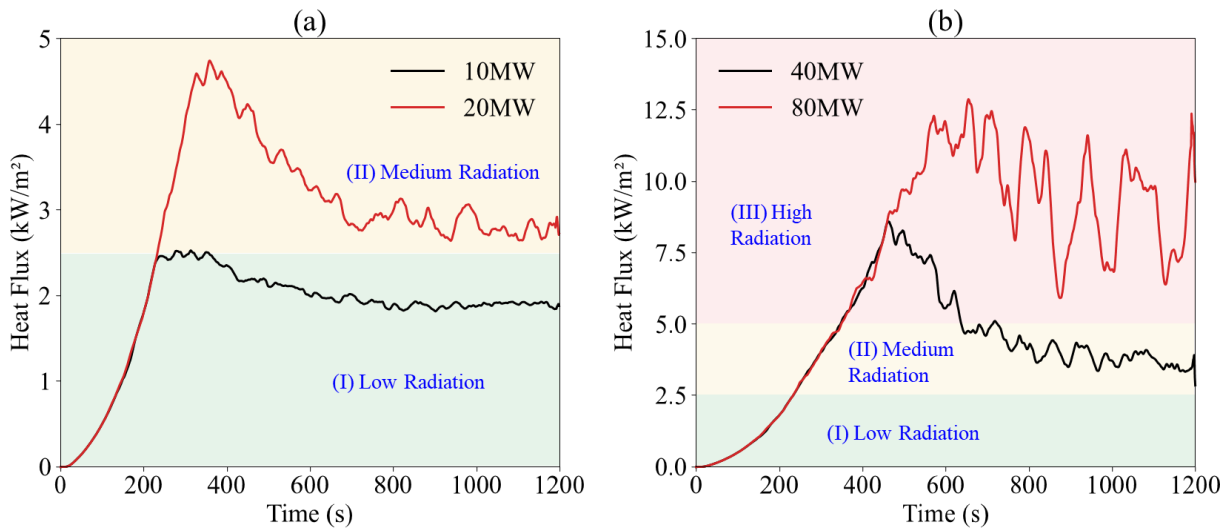 (a)
5
4
3
2
1
0
Heat Flux (kW/m²)
10MW
20MW
(II) Medium Radiation
(I) Low Radiation
0 200 400 600 800 1000 1200
Time (s)
(b)
15.0
12.5
10.0
7.5
5.0
2.5
0.0
Heat Flux (kW/m²)
40MW
80MW
(III) High
Radiation
(II) Medium
Radiation
(I) Low Radiation
0 200 400 600 800 1000 1200
Time (s)